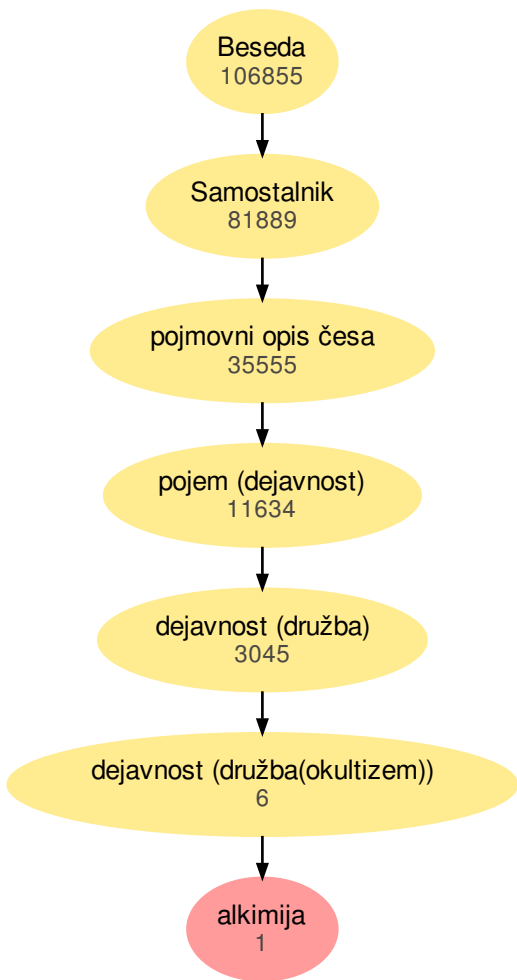 Beseda
106855
Samostalnik
81889
pojmovni opis česa
35555
pojem (dejavnost)
11634
dejavnost (družba)
3045
dejavnost (družba(okultizem))
6
alkimija
1